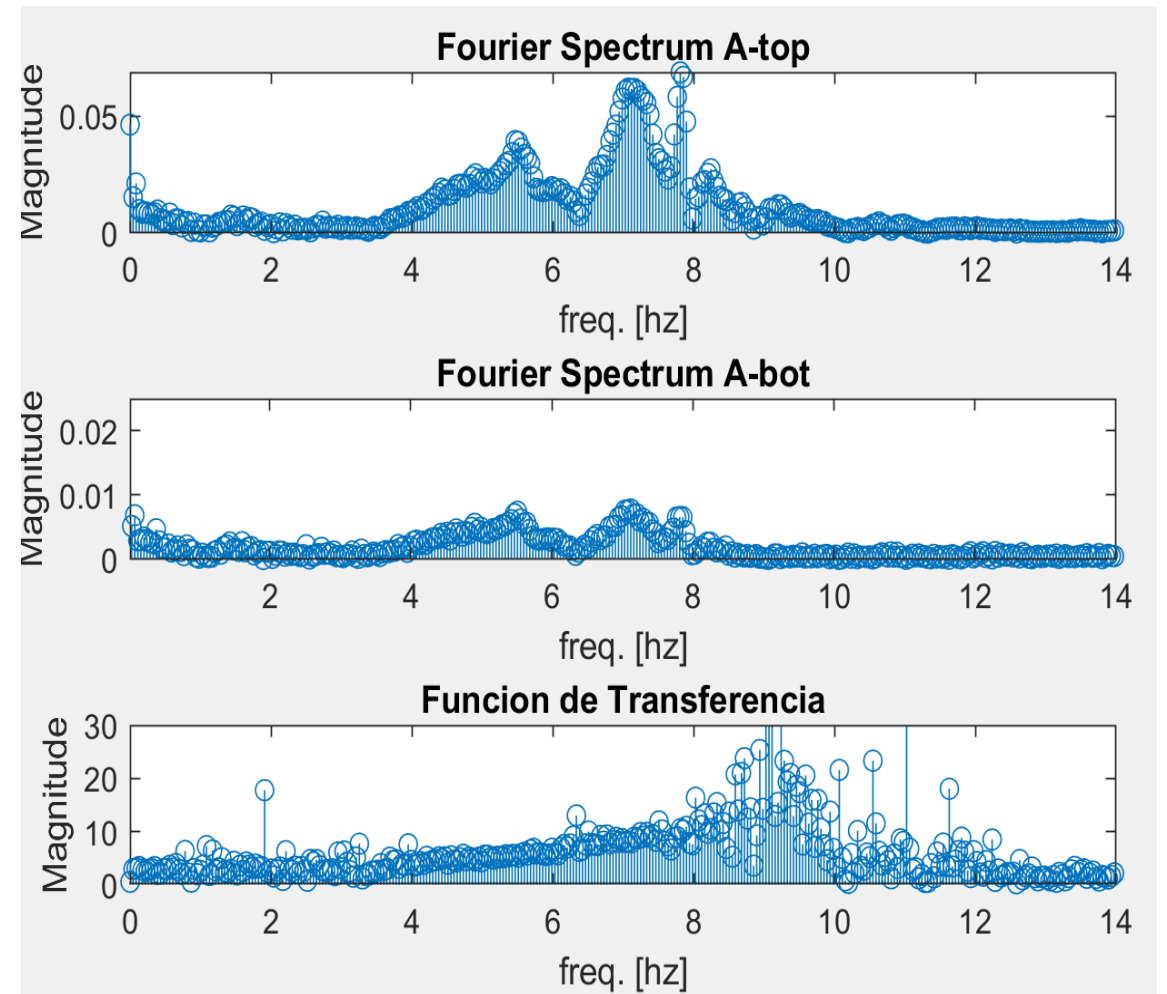 Fourier Spectrum A-top
Magnitude
0.05
0
0 2 4 6 8 10 12 14
freq. [hz]
Fourier Spectrum A-bot
Magnitude
0.02
0.01
0
2 4 6 8 10 12 14
freq. [hz]
Funcion de Transferencia
Magnitude
30
20
10
0
0 2 4 6 8 10 12 14
freq. [hz]